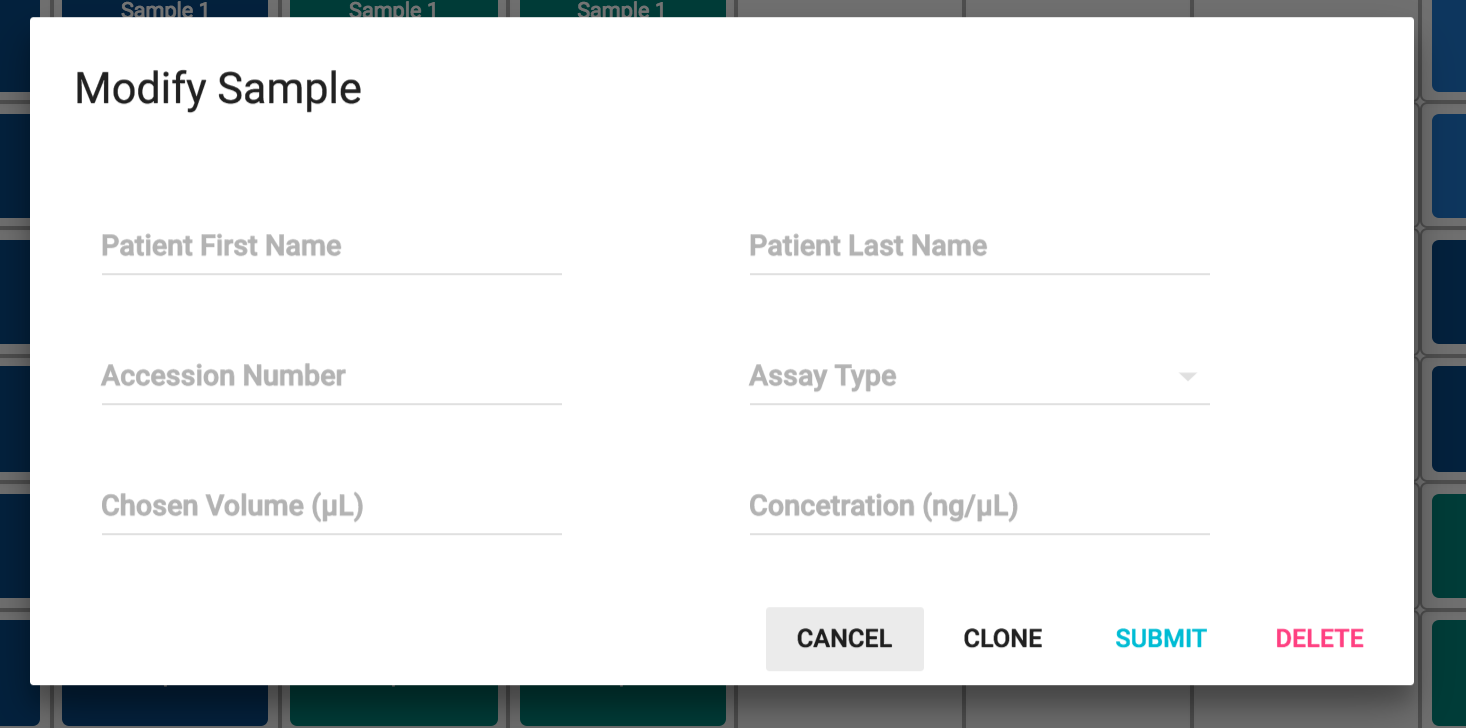 Sample 1 Sample 1 Sample 1
Modify Sample
Patient First Name Patient Last Name
Accession Number Assay Type
Chosen Volume (µL) Concetration (ng/µL)
CANCEL CLONE SUBMIT DELETE